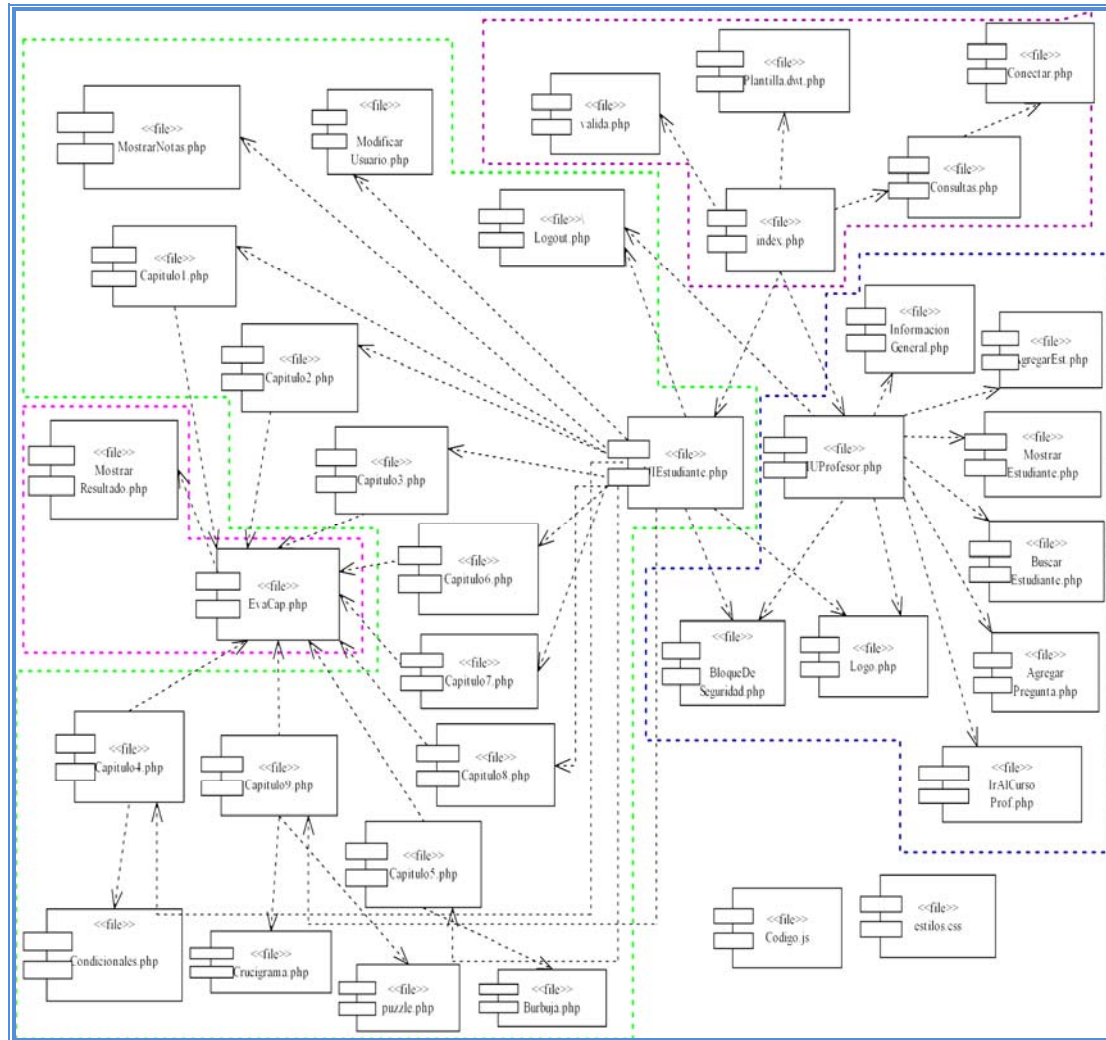 <<file>>
Plantilla.dwt.php
<<file>>
Conectar.php
<<file>>
MostrarNotas.php
<<file>>
Modificar
Usuario.php
<<file>>
valida.php
<<file>>
Consultas.php
<<file>>\
Logout.php
<<file>>
index.php
<<file>>
Capitulo1.php
<<file>>
Informacion
General.php
<<file>>
AgregarEst.php
<<file>>
Capitulo2.php
<<file>>
Mostrar
Resultado.php
<<file>>
Capitulo3.php
<<file>>
<<file>>
IUProfesor.php
<<file>>
Mostrar
Estudiante.php
<<file>>
EvaCap.php
<<file>>
Capitulo6.php
<<file>>
Buscar
Estudiante.php
<<file>>
Capitulo7.php
<<file>>
BloqueDe
Seguridad.php
<<file>>
Logo.php
<<file>>
Agregar
Pregunta.php
<<file>>
Capitulo4.php
<<file>>
Capitulo9.php
<<file>>
Capitulo8.php
<<file>>
IrAlCurso
Prof.php
<<file>>
Capitulo5.php
<<file>>
Condicionales.php
<<file>>
Crucigrama.php
<<file>>
puzzle.php
<<file>>
Burbuja.php
<<file>>
Codigo.js
<<file>>
estilos.css